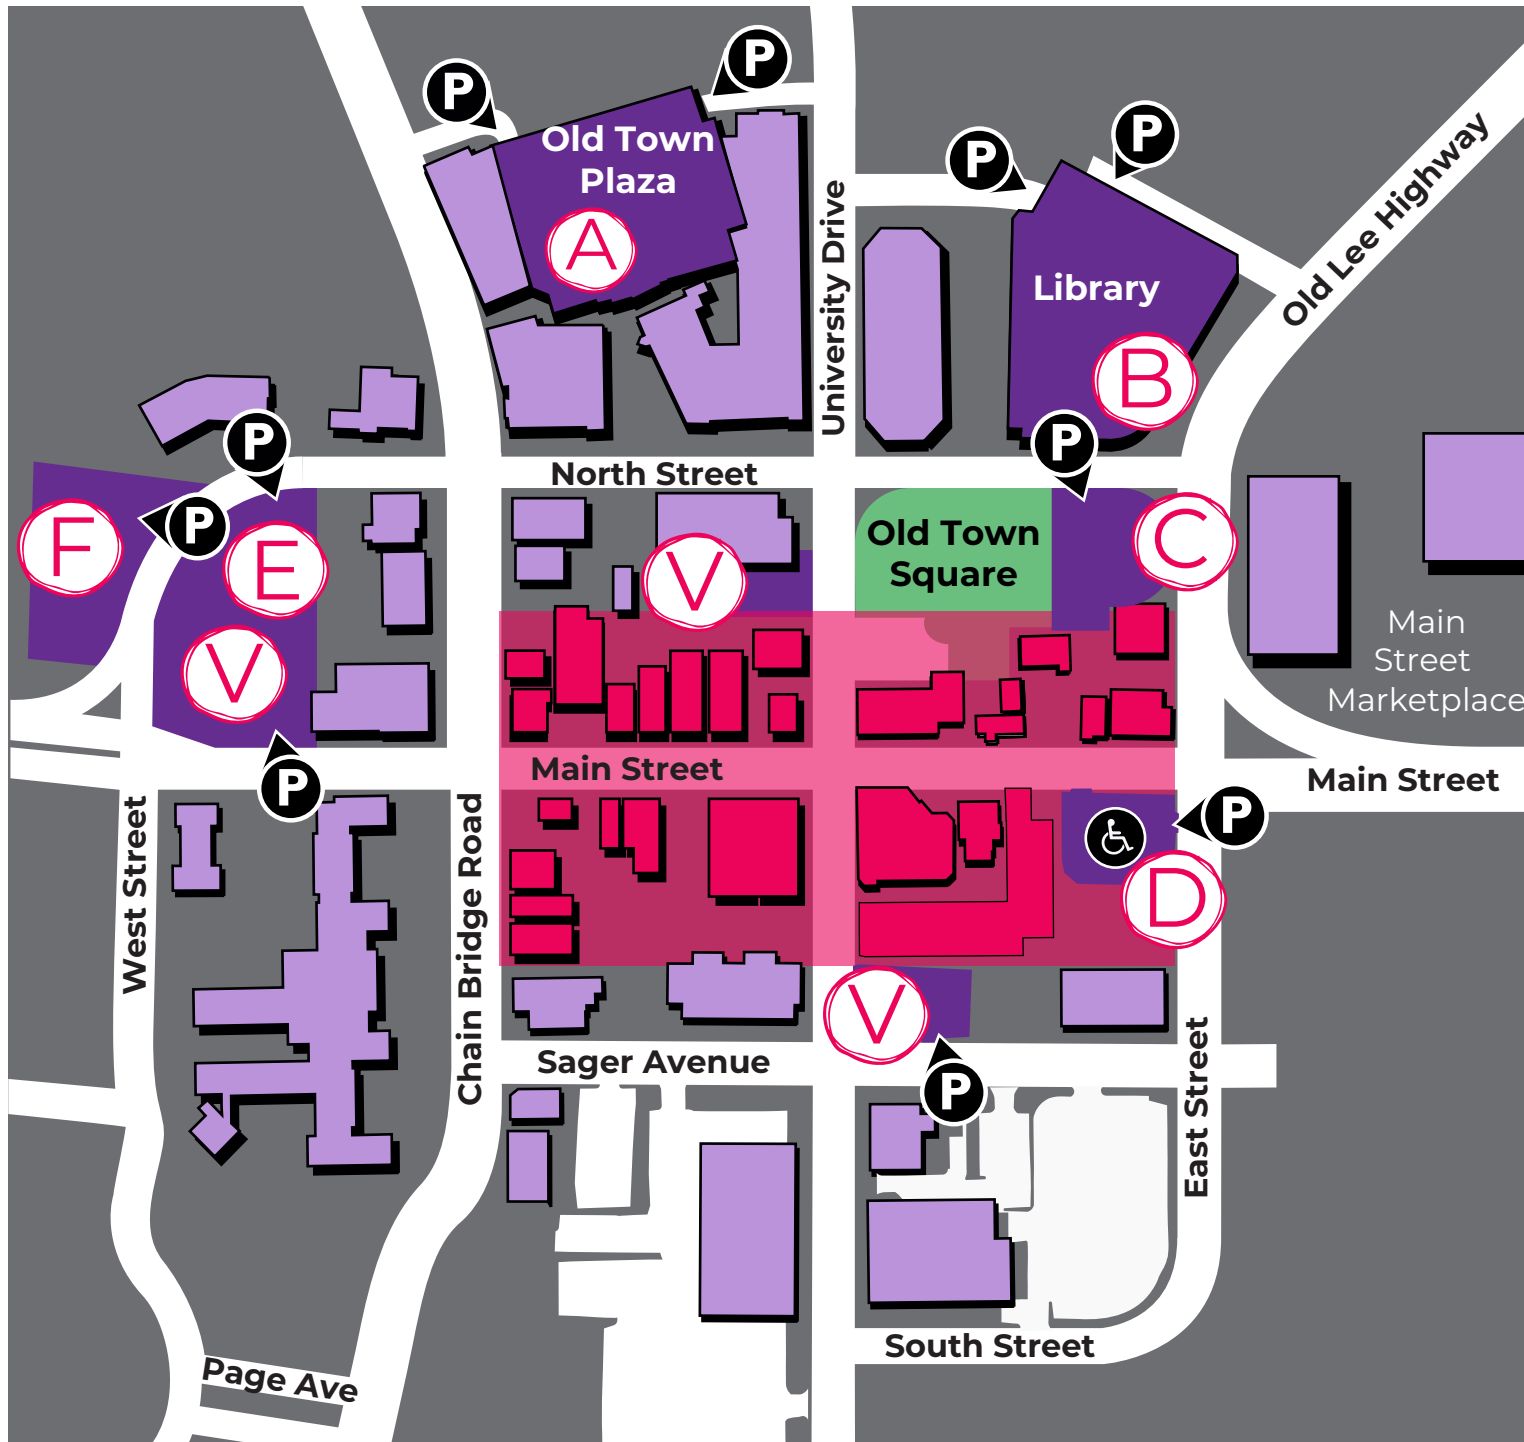 P
P
Old Town
Plaza
A
P
P
Old Lee Highway
University Drive
Library
B
P
P
North Street
P
F
E
V
V
Old Town
Square
C
Main
Street
Marketplace
Main Street
Main Street
P
P
D
West Street
Chain Bridge Road
V
Sager Avenue
P
East Street
South Street
Page Ave